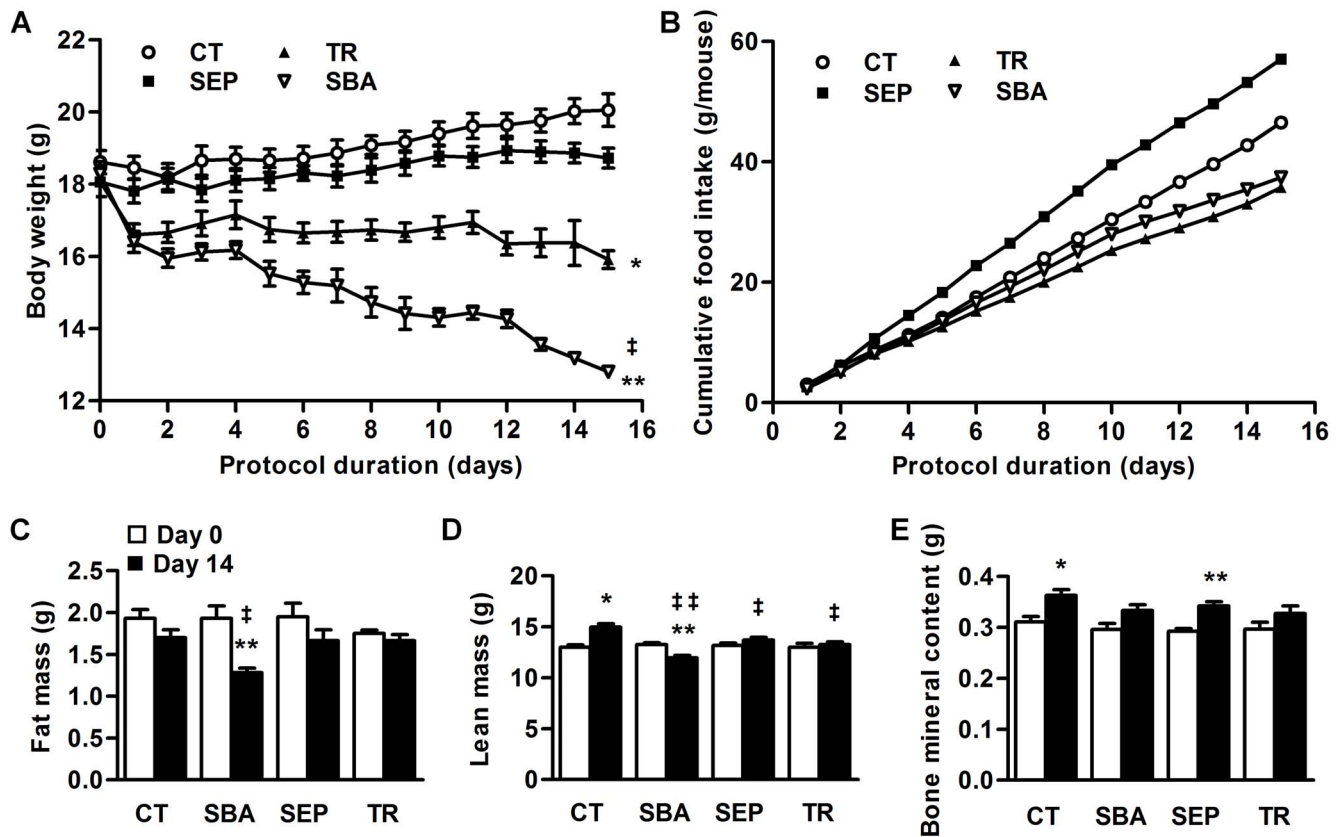 A
Body weight (g)
22
20
18
16
14
12
CT
TR
SEP
SBA
*
‡
**
0 2 4 6 8 10 12 14 16
Protocol duration (days)
B
Cumulative food intake (g/mouse)
60
40
20
0
CT
TR
SEP
SBA
0 2 4 6 8 10 12 14 16
Protocol duration (days)
C
Day 0
Day 14
Fat mass (g)
2.5
2.0
1.5
1.0
0.5
0.0
‡
**
CT SBA SEP TR
D
Lean mass (g)
20
15
10
5
0
*
‡ ‡
**
‡
‡
CT SBA SEP TR
E
Bone mineral content (g)
0.4
0.3
0.2
0.1
0.0
*
**
CT SBA SEP TR